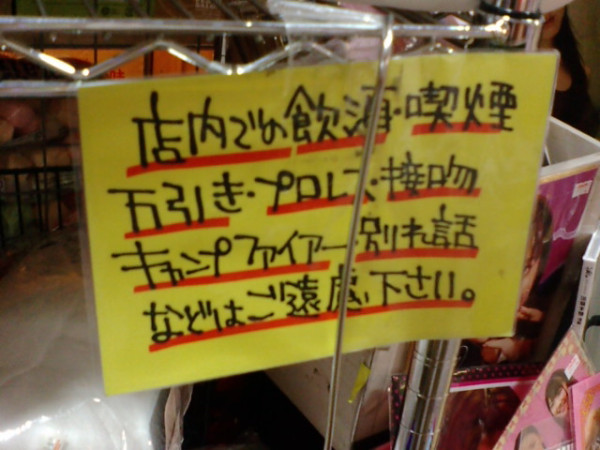 店内での飲酒・喫煙
万引き・プロレス・接吻
キャンプファイアー・別れ話
などはご遠慮下さい。